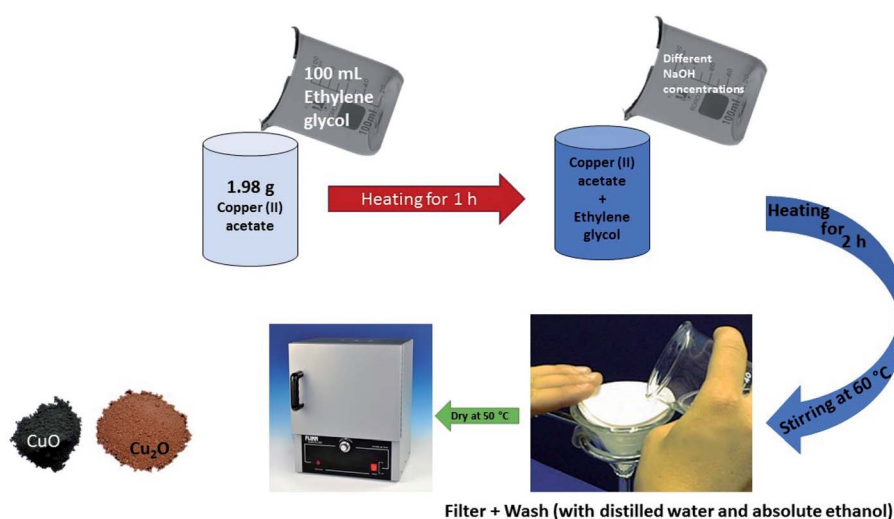 100 mL
Ethylene
glycol
Different
NaOH
concentrations
1.98 g
Copper (II)
acetate
Heating for 1 h
Copper (II)
acetate
+
Ethylene
glycol
Heating
for
2 h
Stirring at 60 °C
Dry at 50 °C
CuO
Cu₂O
Filter + Wash (with distilled water and absolute ethanol)